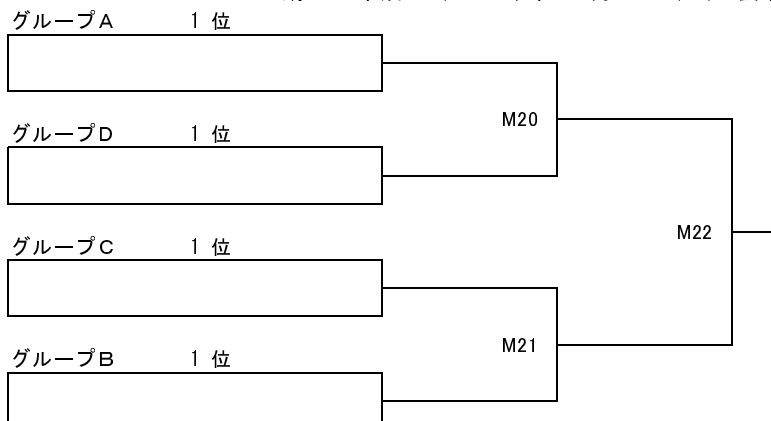 グループA 1 位
M20
グループD 1 位
M22
グループC 1 位
M21
グループB 1 位